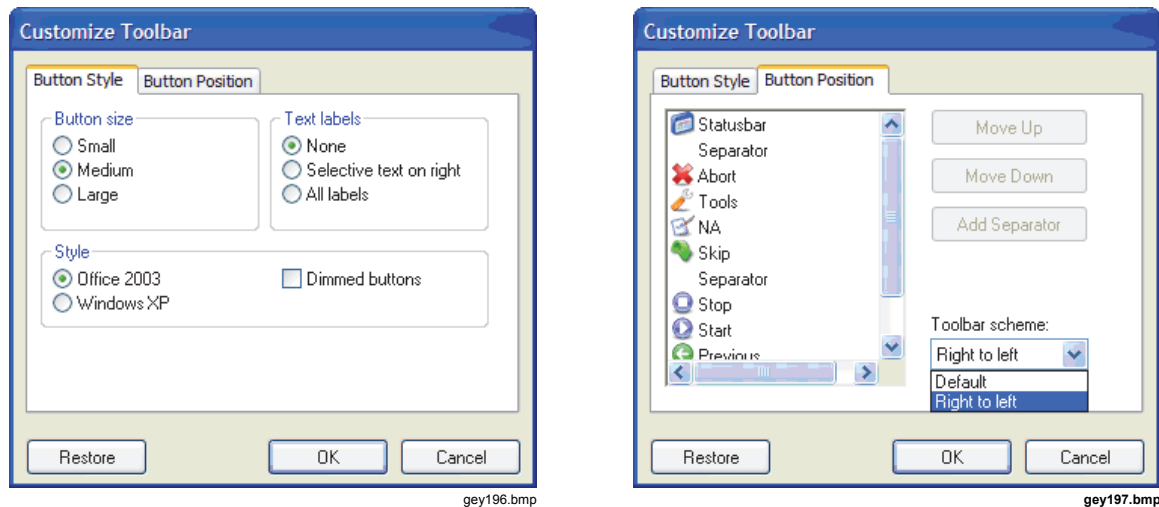 Customize Toolbar
Button Style
Button Position
Button size
Small
Medium
Large
Text labels
None
Selective text on right
All labels
Style
Office 2003
Windows XP
Dimmed buttons
Restore
OK
Cancel
gey196.bmp
Customize Toolbar
Button Style
Button Position
Statusbar
Separator
Abort
Tools
NA
Skip
Separator
Stop
Start
Previous
Move Up
Move Down
Add Separator
Toolbar scheme:
Right to left
Default
Right to left
Restore
OK
Cancel
gey197.bmp